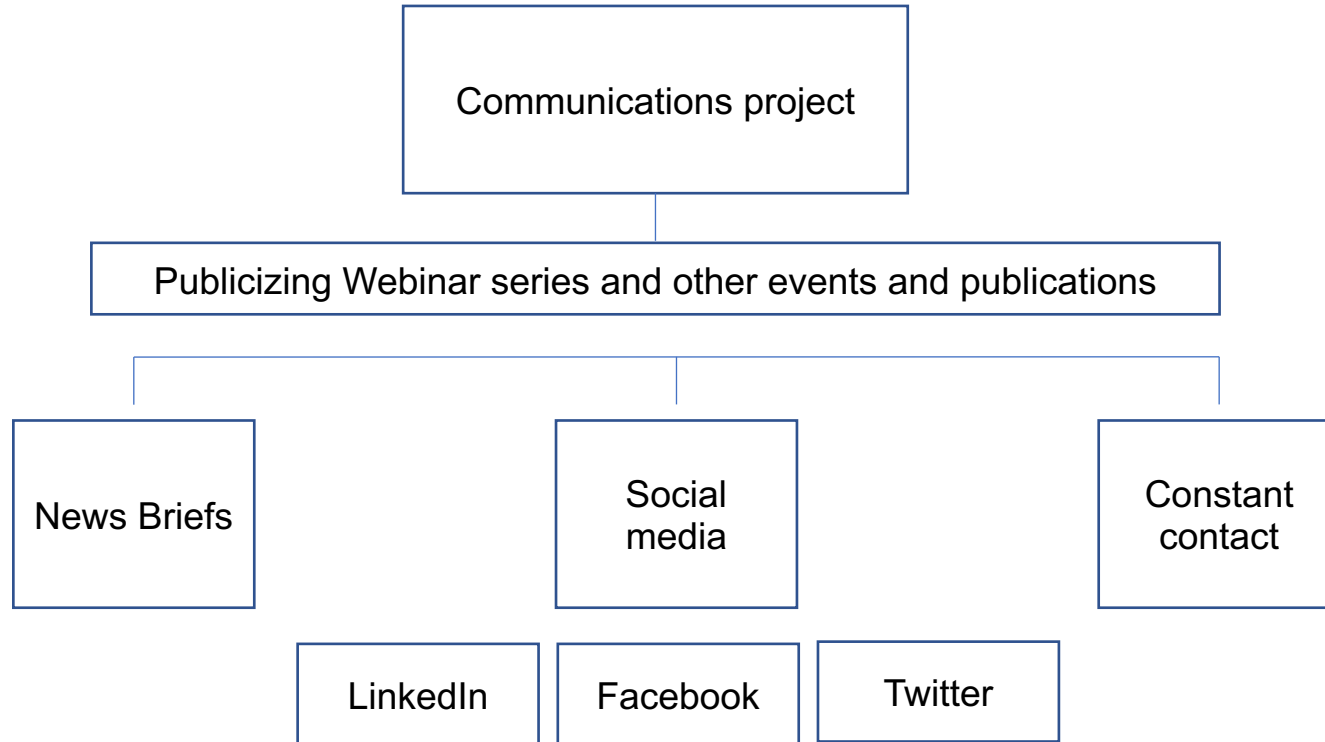 Communications project
Publicizing Webinar series and other events and publications
News Briefs
Social
media
Constant
contact
LinkedIn
Facebook
Twitter